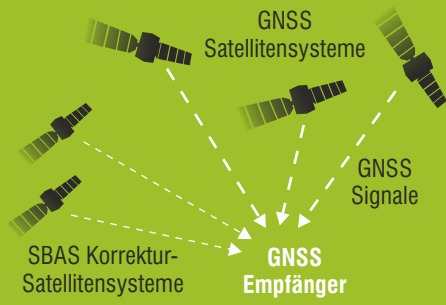 GNSS
Satellitensysteme
GNSS
Signale
SBAS Korrektur-
Satellitensysteme
GNSS
Empfänger